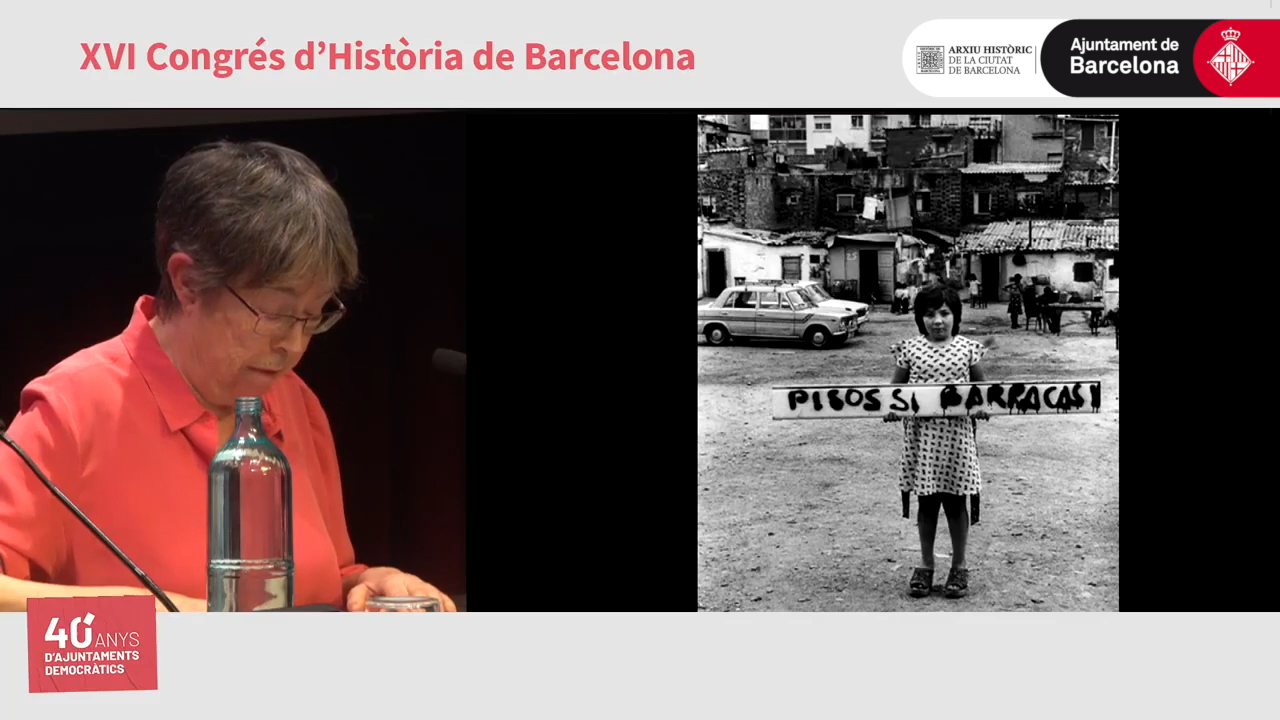 XVI Congrés d'Història de Barcelona
ARXIU HISTÒRIC
DE LA CIUTAT
DE BARCELONA
Ajuntament de
Barcelona
PISOS SI BARRACAS
40 ANYS
D'AJUNTAMENTS
DEMOCRÀTICS